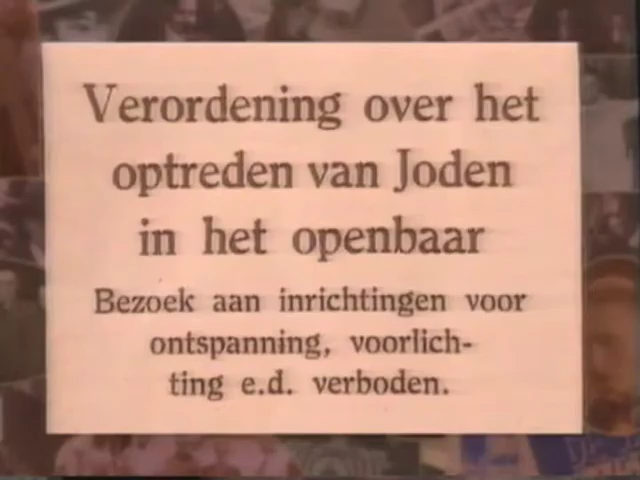 Verordening over het
optreden van Joden
in het openbaar
Bezoek aan inrichtingen voor
ontspanning, voorlich-
ting e.d. verboden.